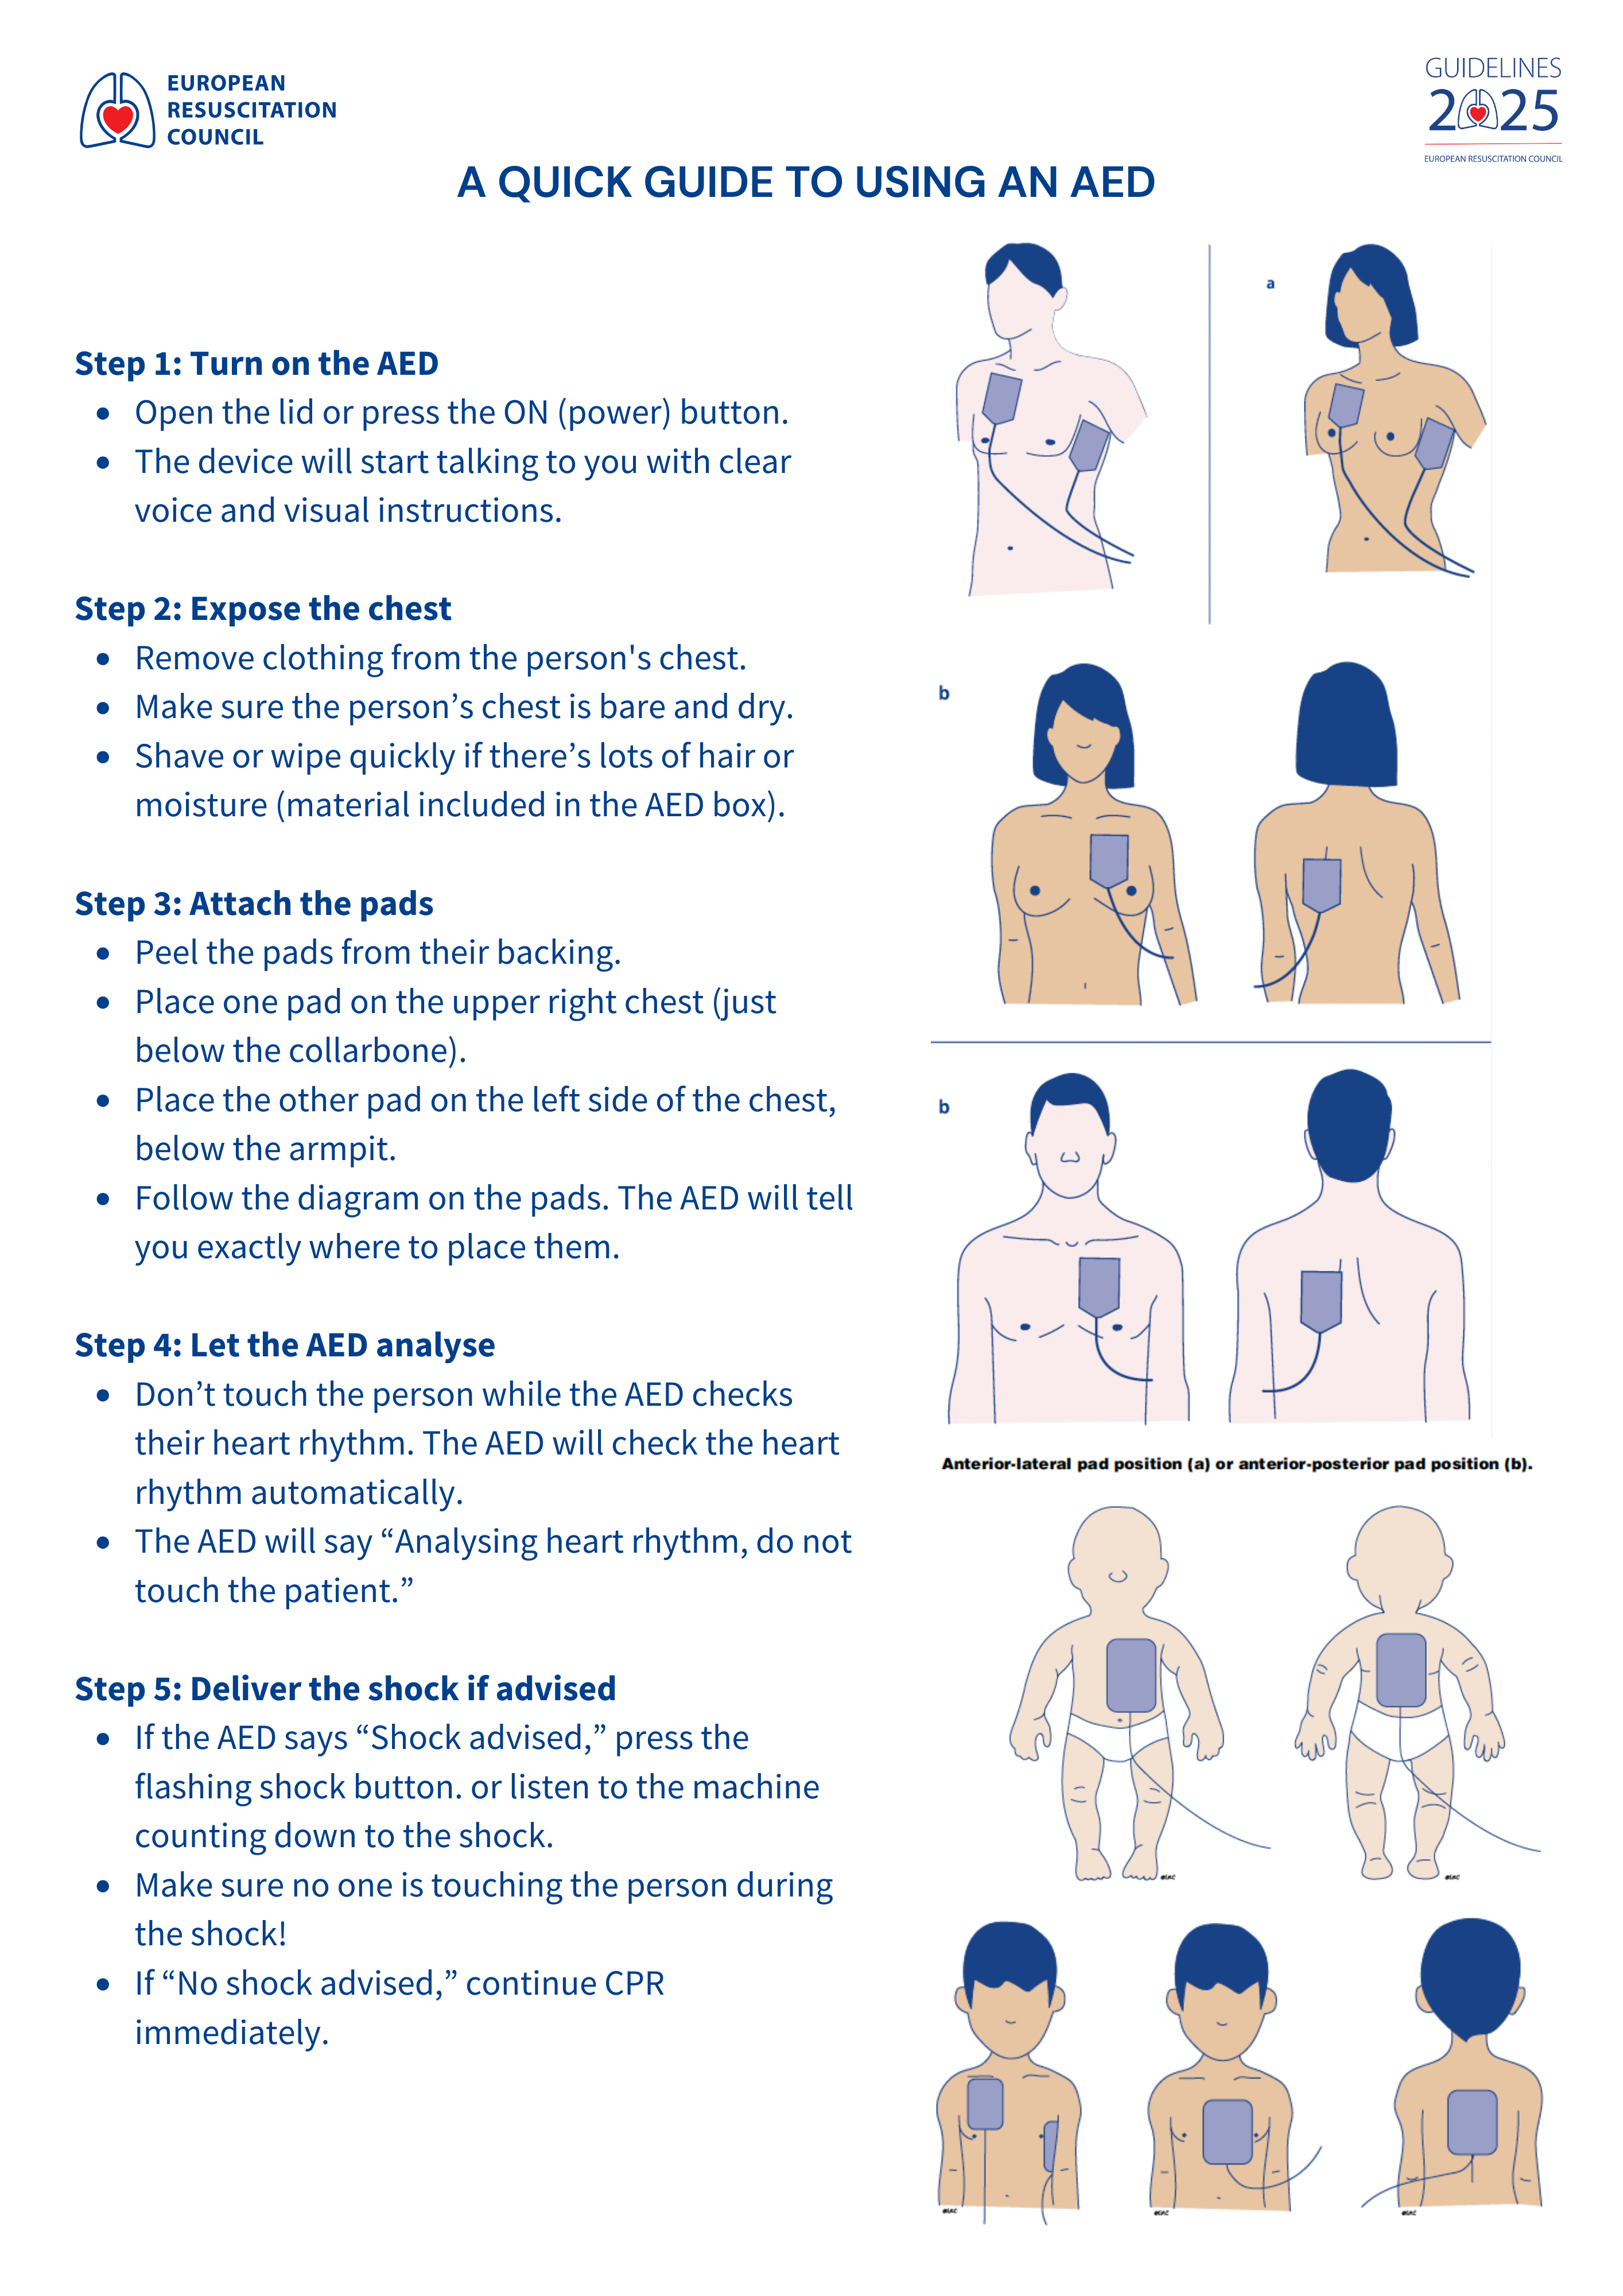 EUROPEAN
RESUSCITATION
COUNCIL
GUIDELINES
2025
EUROPEAN RESUSCITATION COUNCIL
A QUICK GUIDE TO USING AN AED
Step 1: Turn on the AED
• Open the lid or press the ON (power) button.
• The device will start talking to you with clear
voice and visual instructions.
Step 2: Expose the chest
• Remove clothing from the person's chest.
• Make sure the person’s chest is bare and dry.
• Shave or wipe quickly if there’s lots of hair or
moisture (material included in the AED box).
Step 3: Attach the pads
• Peel the pads from their backing.
• Place one pad on the upper right chest (just
below the collarbone).
• Place the other pad on the left side of the chest,
below the armpit.
• Follow the diagram on the pads. The AED will tell
you exactly where to place them.
Step 4: Let the AED analyse
• Don’t touch the person while the AED checks
their heart rhythm. The AED will check the heart
rhythm automatically.
• The AED will say “Analysing heart rhythm, do not
touch the patient.”
Step 5: Deliver the shock if advised
• If the AED says “Shock advised,” press the
flashing shock button. or listen to the machine
counting down to the shock.
• Make sure no one is touching the person during
the shock!
• If “No shock advised,” continue CPR
immediately.
a
b
b
Anterior-lateral pad position (a) or anterior-posterior pad position (b).